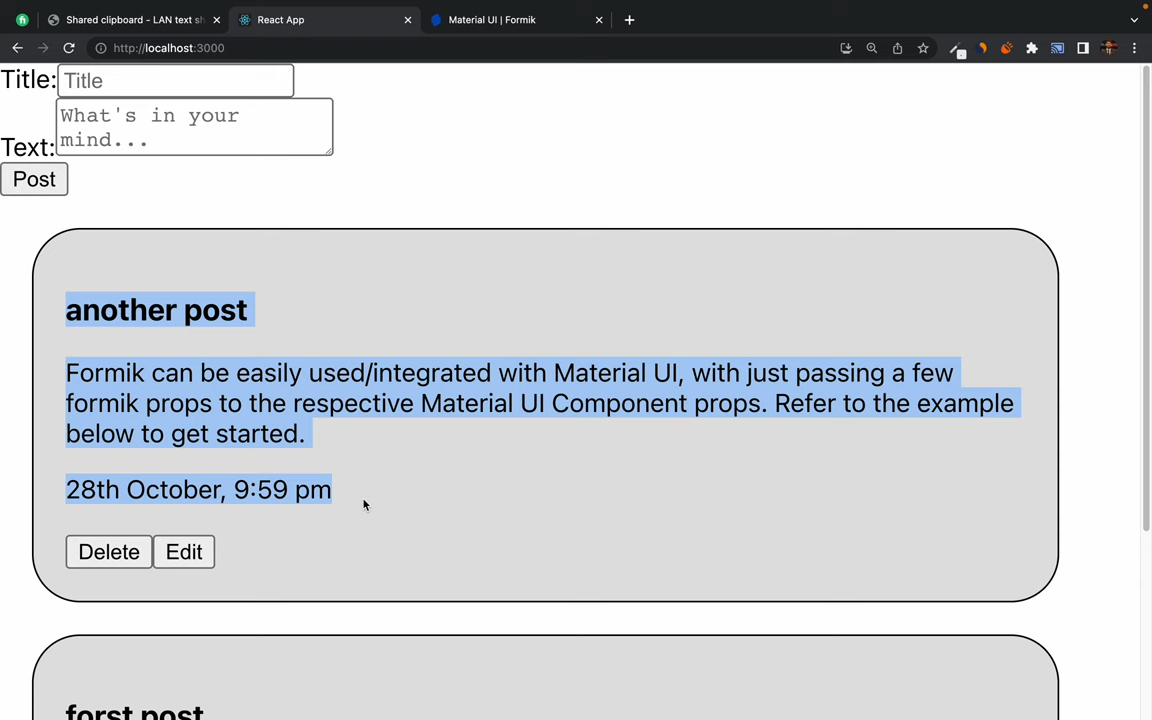 Shared clipboard - LAN text sh
React App
Material UI | Formik
http://localhost:3000
Title: Title
Text: What's in your
mind...
Post
another post
Formik can be easily used/integrated with Material UI, with just passing a few
formik props to the respective Material UI Component props. Refer to the example
below to get started.
28th October, 9:59 pm
Delete Edit
forst post